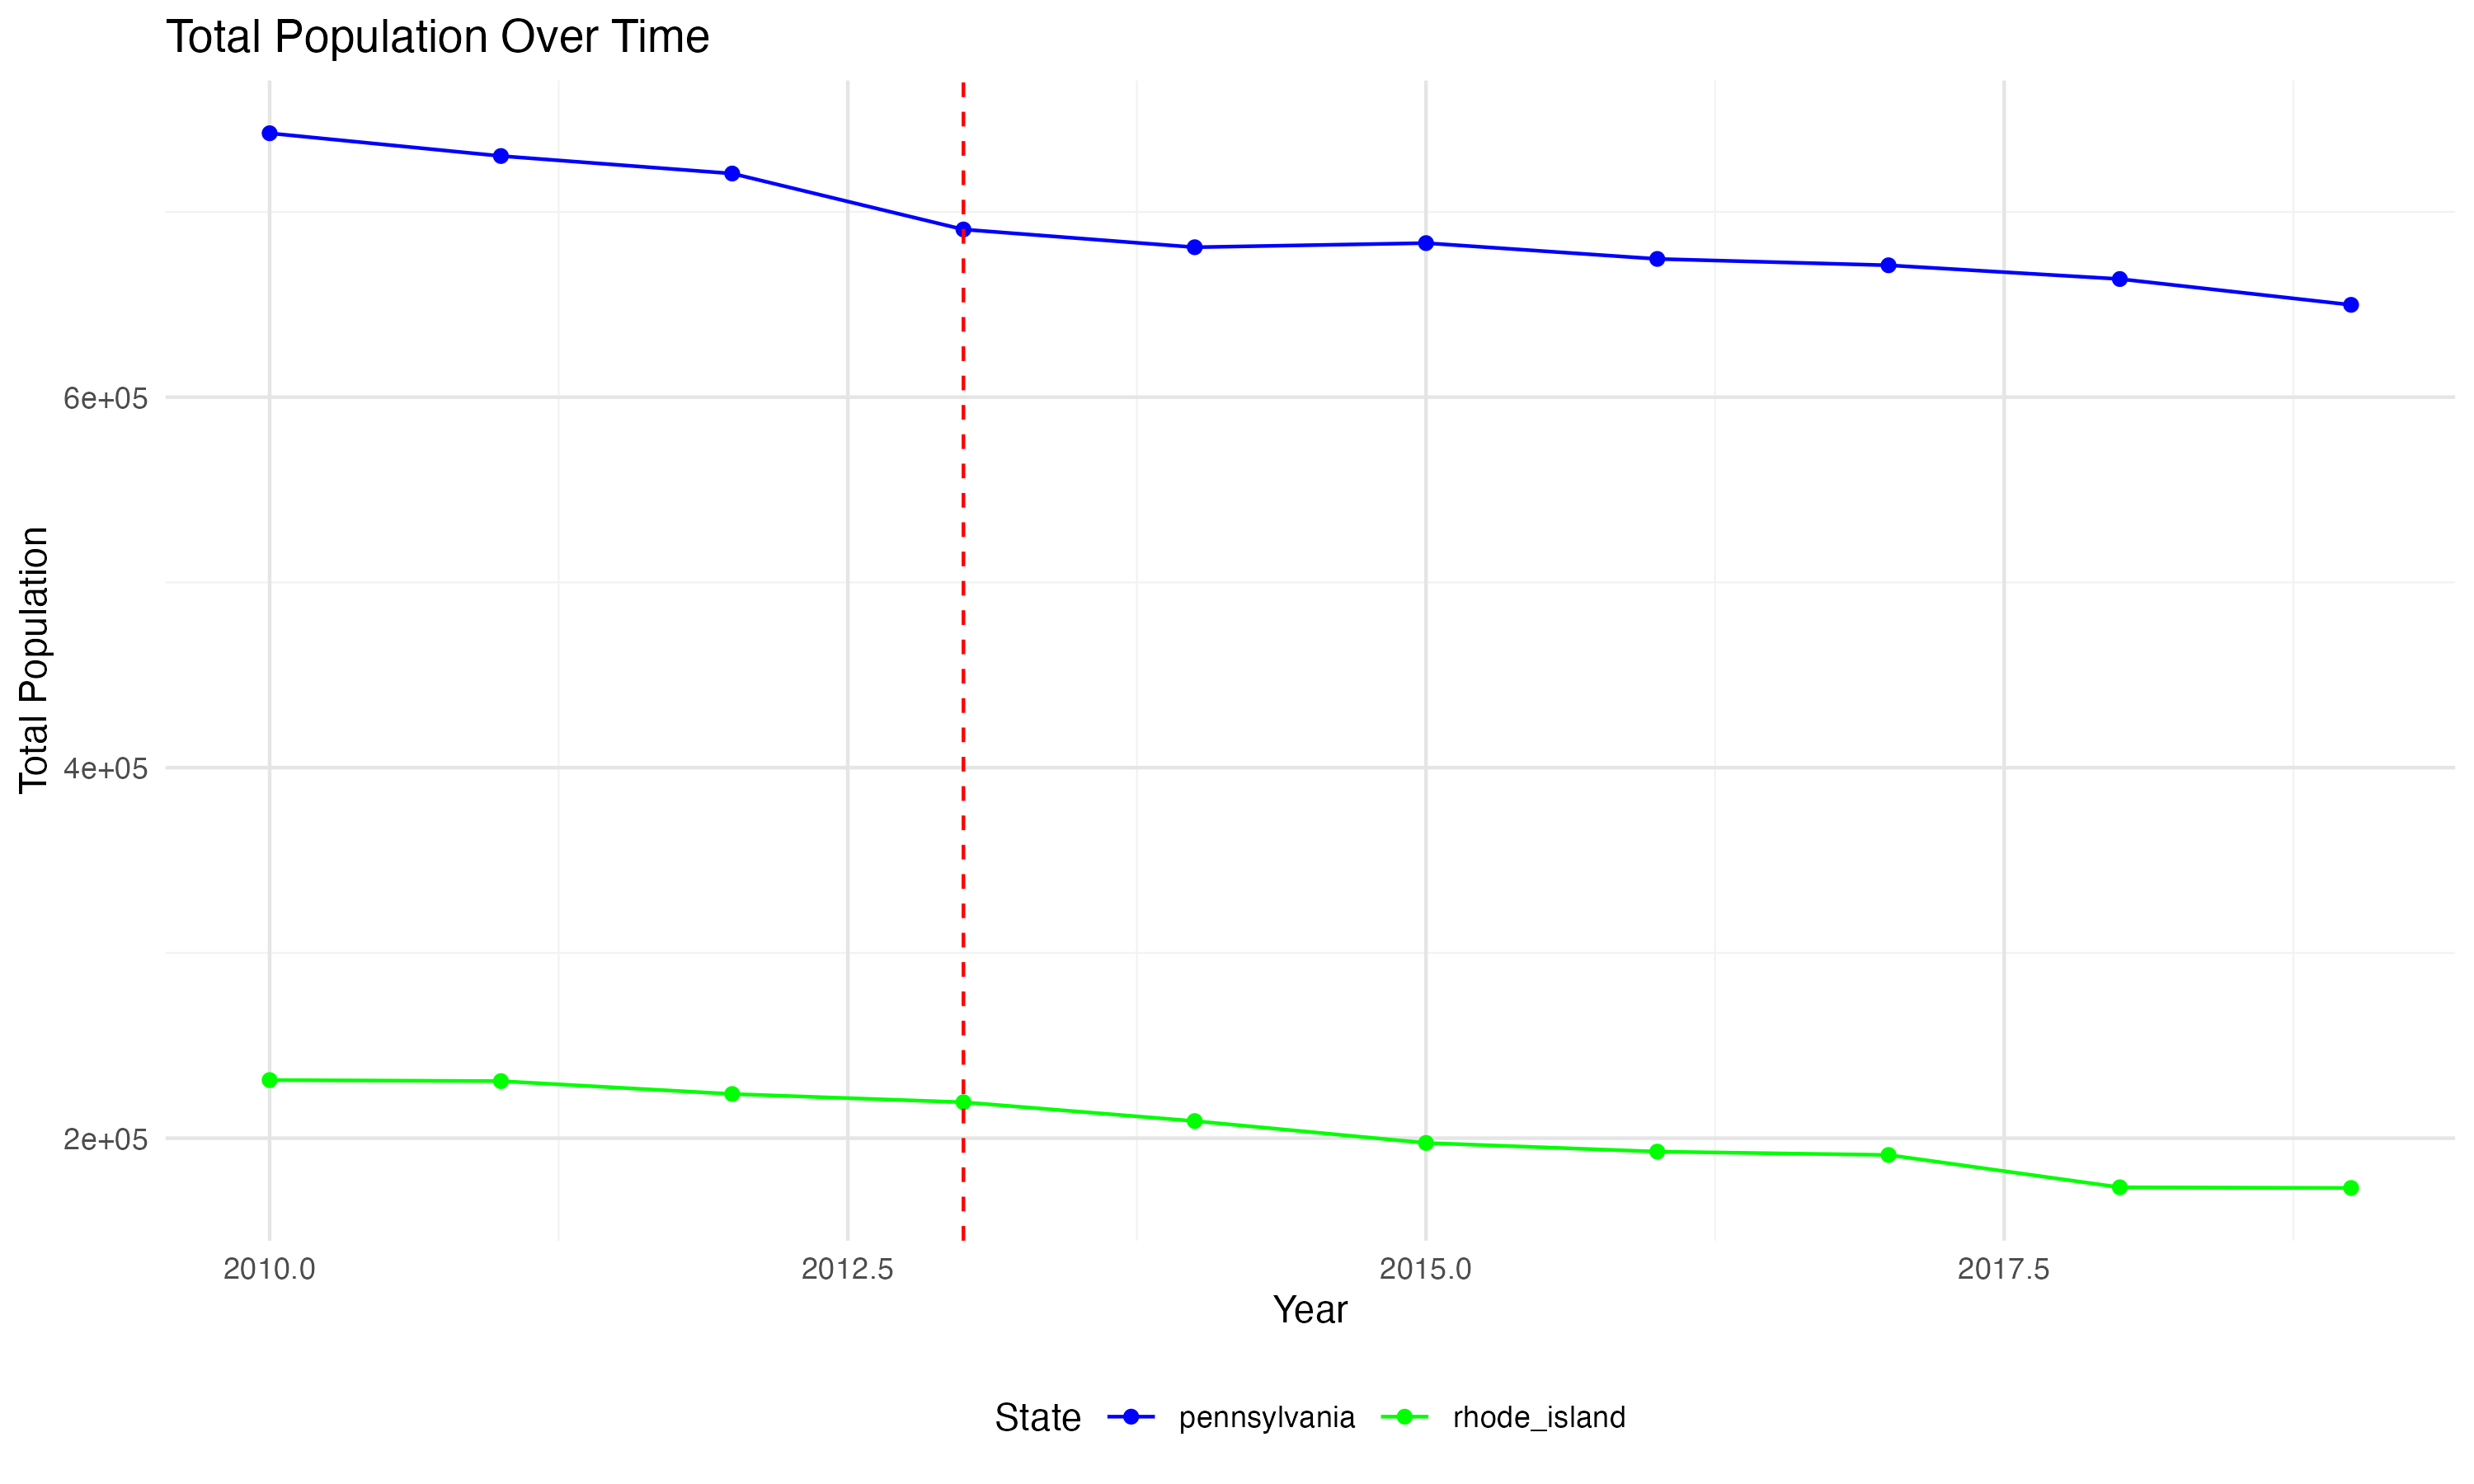 Total Population Over Time
Total Population
6e+05
4e+05
2e+05
2010.0 2012.5 2015.0 2017.5
Year
State pennsylvania rhode_island